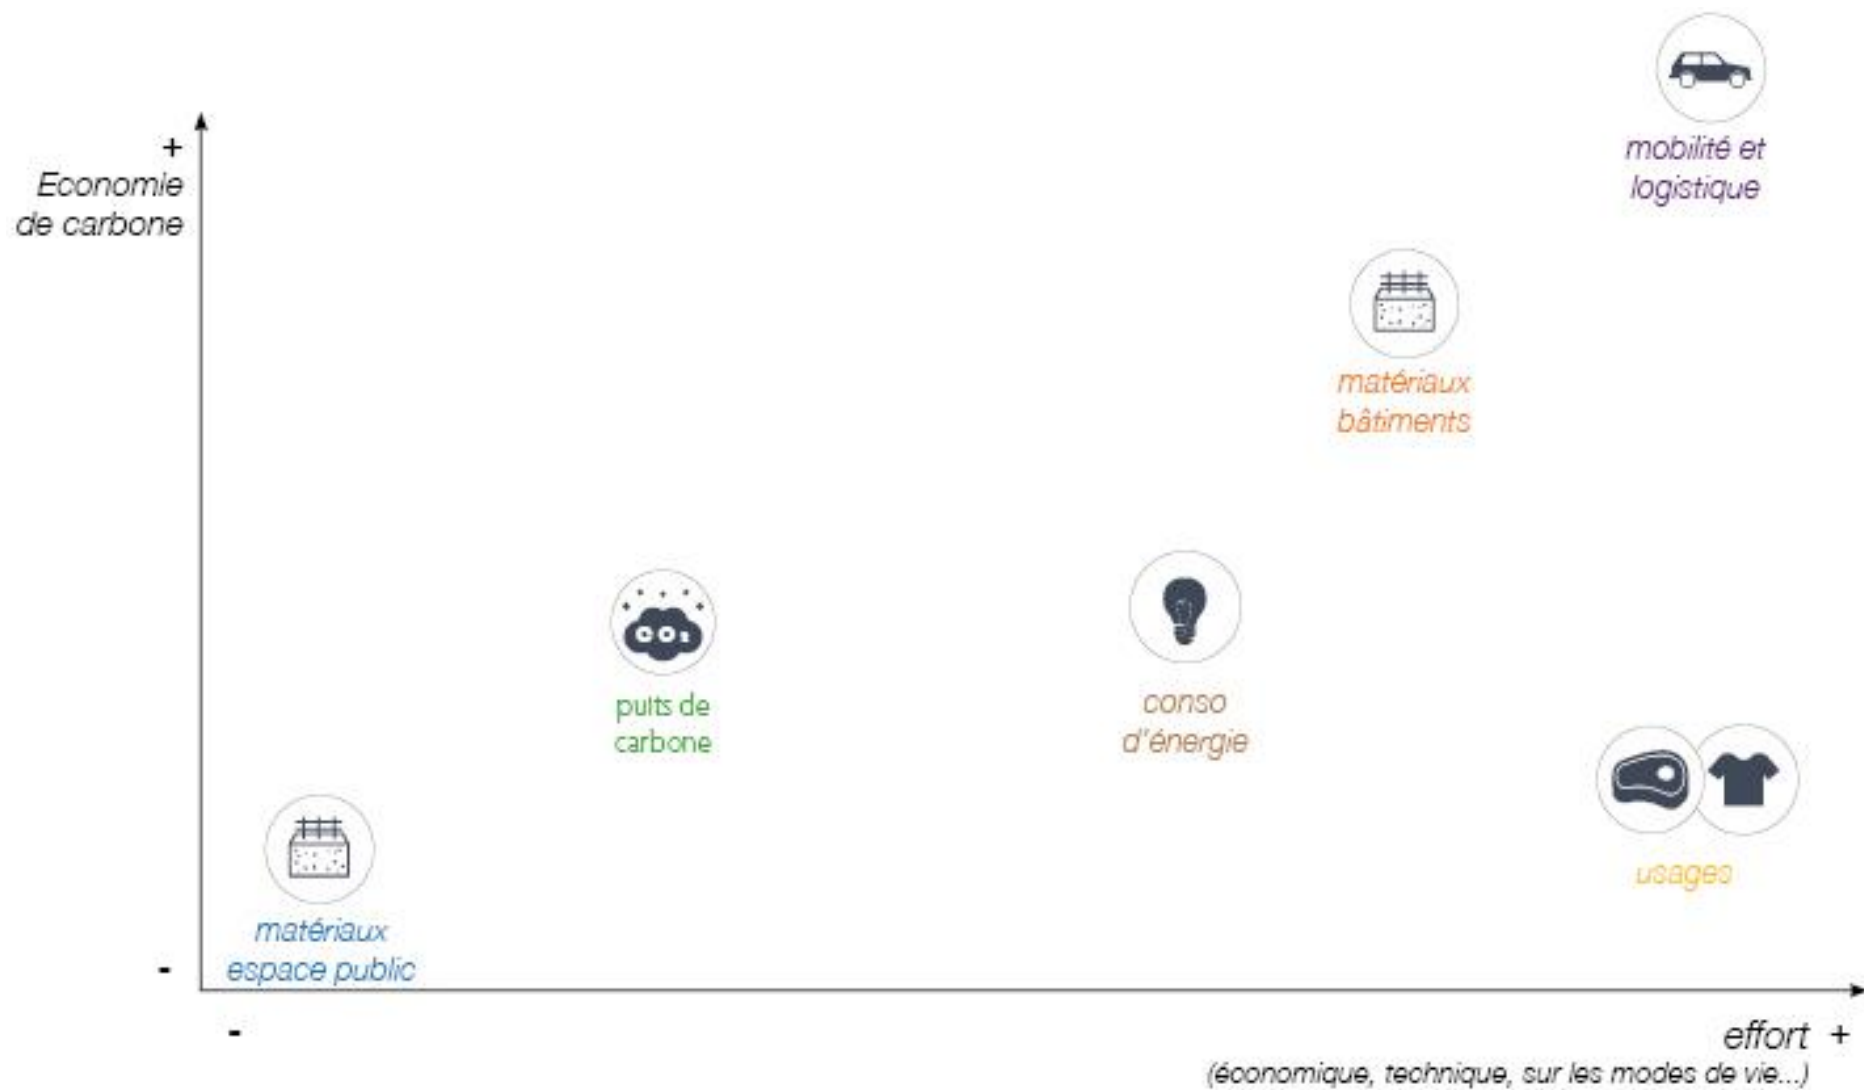 mobilité et
logistique
+
Economie
de carbone
matériaux
bâtiments
CO₂
puits de
carbone
conso
d'énergie
usages
matériaux
espace public
-
-
effort +
(économique, technique, sur les modes de vie...)